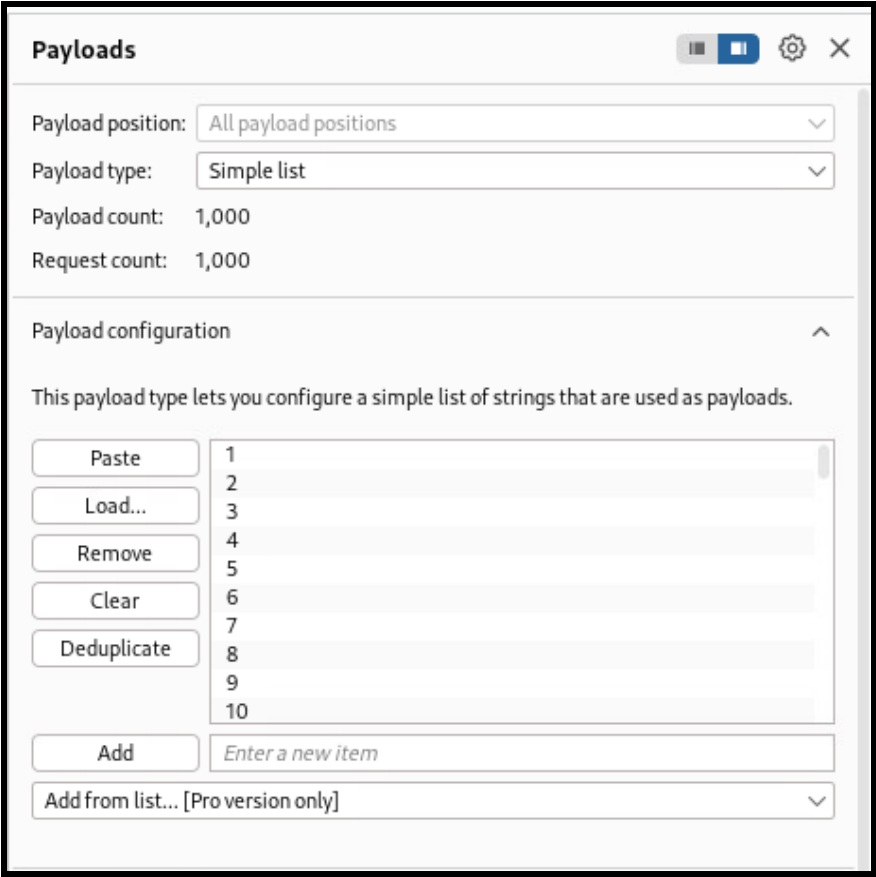 Payloads
Payload position: All payload positions
Payload type: Simple list
Payload count: 1,000
Request count: 1,000
Payload configuration
This payload type lets you configure a simple list of strings that are used as payloads.
Paste
Load...
Remove
Clear
Deduplicate
1
2
3
4
5
6
7
8
9
10
Add
Enter a new item
Add from list... [Pro version only]